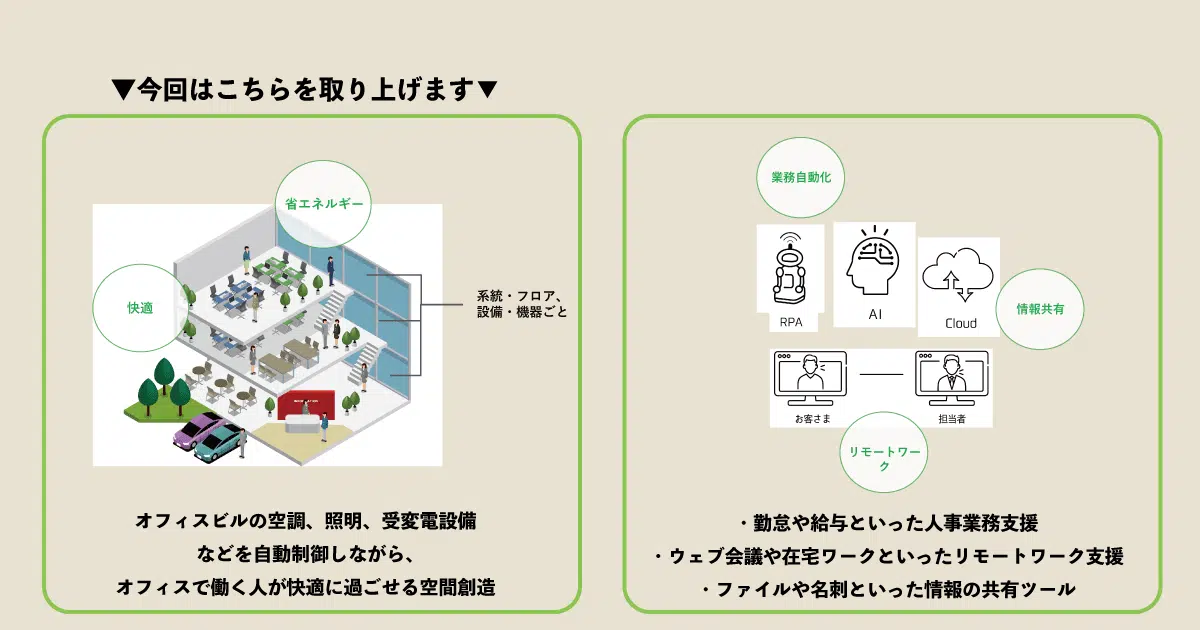 ▼今回はこちらを取り上げます▼
省エネルギー
快適
系統・フロア、
設備・機器ごと
オフィスビルの空調、照明、受変電設備
などを自動制御しながら、
オフィスで働く人が快適に過ごせる空間創造
業務自動化
RPA
AI
Cloud
情報共有
お客さま
担当者
リモートワー
ク
・勤怠や給与といった人事業務支援
・ウェブ会議や在宅ワークといったリモートワーク支援
・ファイルや名刺といった情報の共有ツール